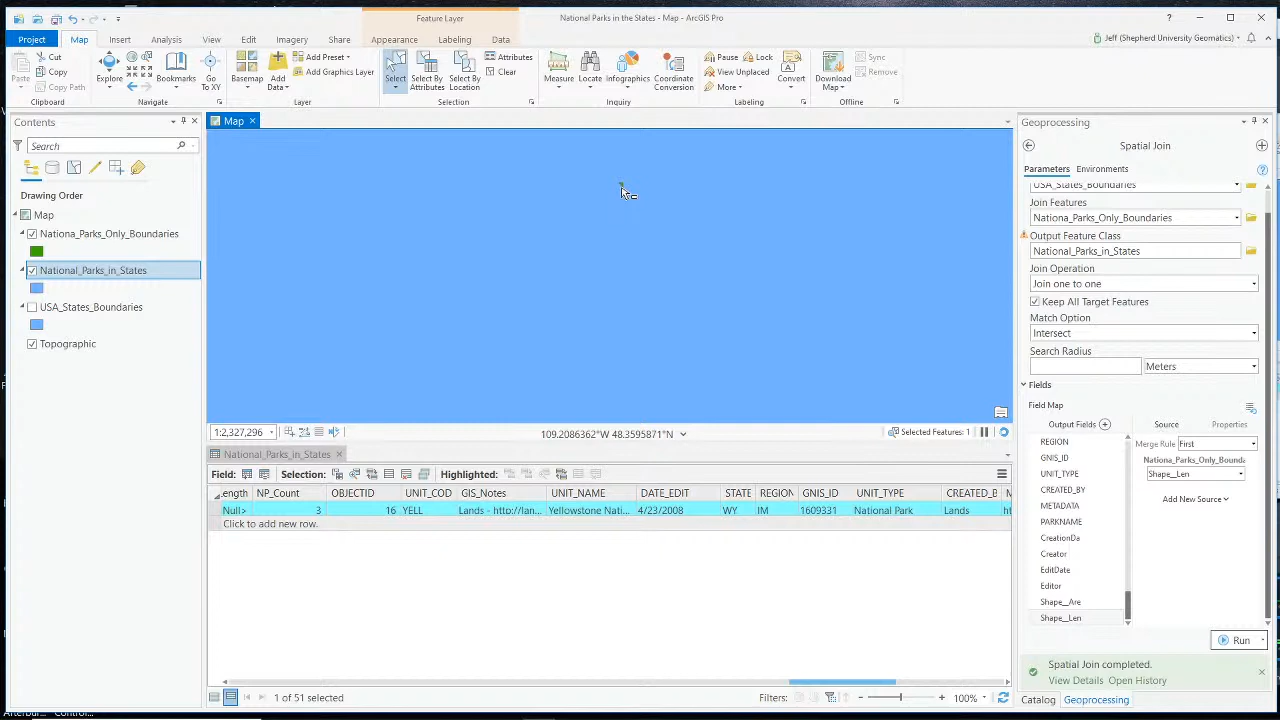 Feature Layer
National Parks in the States - Map - ArcGIS Pro
?
Project Map Insert Analysis View Edit Imagery Share Appearance Labeling Data
Jeff (Shepherd University Geomatics)
Paste
Cut
Copy
Copy Path
Clipboard
Explore
Bookmarks
Go To XY
Navigate
Basemap
Add Data
Add Preset
Add Graphics Layer
Layer
Select
Select By Attributes
Select By Location
Attributes
Clear
Selection
Measure
Locate
Infographics
Coordinate Conversion
Inquiry
Pause Lock
View Unplaced
More
Convert
Labeling
Download Map
Sync
Remove
Offline
Contents
Search
Drawing Order
Map
Nationa_Parks_Only_Boundaries
National_Parks_in_States
USA_States_Boundaries
Topographic
Map
1:2,327,296
109.2086362°W 48.3595871°N
Selected Features: 1
National_Parks_in_States
Field: Selection: Highlighted:
ength NP_Count OBJECTID UNIT_COD GIS_Notes UNIT_NAME DATE_EDIT STATE REGION GNIS_ID UNIT_TYPE CREATED_B M
Null> 3 16 YELL Lands - http://lan... Yellowstone Nati... 4/23/2008 WY IM 1609331 National Park Lands ht
Click to add new row.
1 of 51 selected
Filters:
100%
Geoprocessing
Spatial Join
Parameters Environments
USA_States_Boundaries
Join Features
Nationa_Parks_Only_Boundaries
Output Feature Class
National_Parks_in_States
Join Operation
Join one to one
Keep All Target Features
Match Option
Intersect
Search Radius
Meters
Fields
Field Map
Output Fields Source Properties
REGION
GNIS_ID
UNIT_TYPE
CREATED_BY
METADATA
PARKNAME
CreationDa
Creator
EditDate
Editor
Shape__Are
Shape__Len
Merge Rule First
Nationa_Parks_Only_Bounda
Shape__Len
Add New Source
Run
Spatial Join completed.
View Details Open History
Catalog Geoprocessing